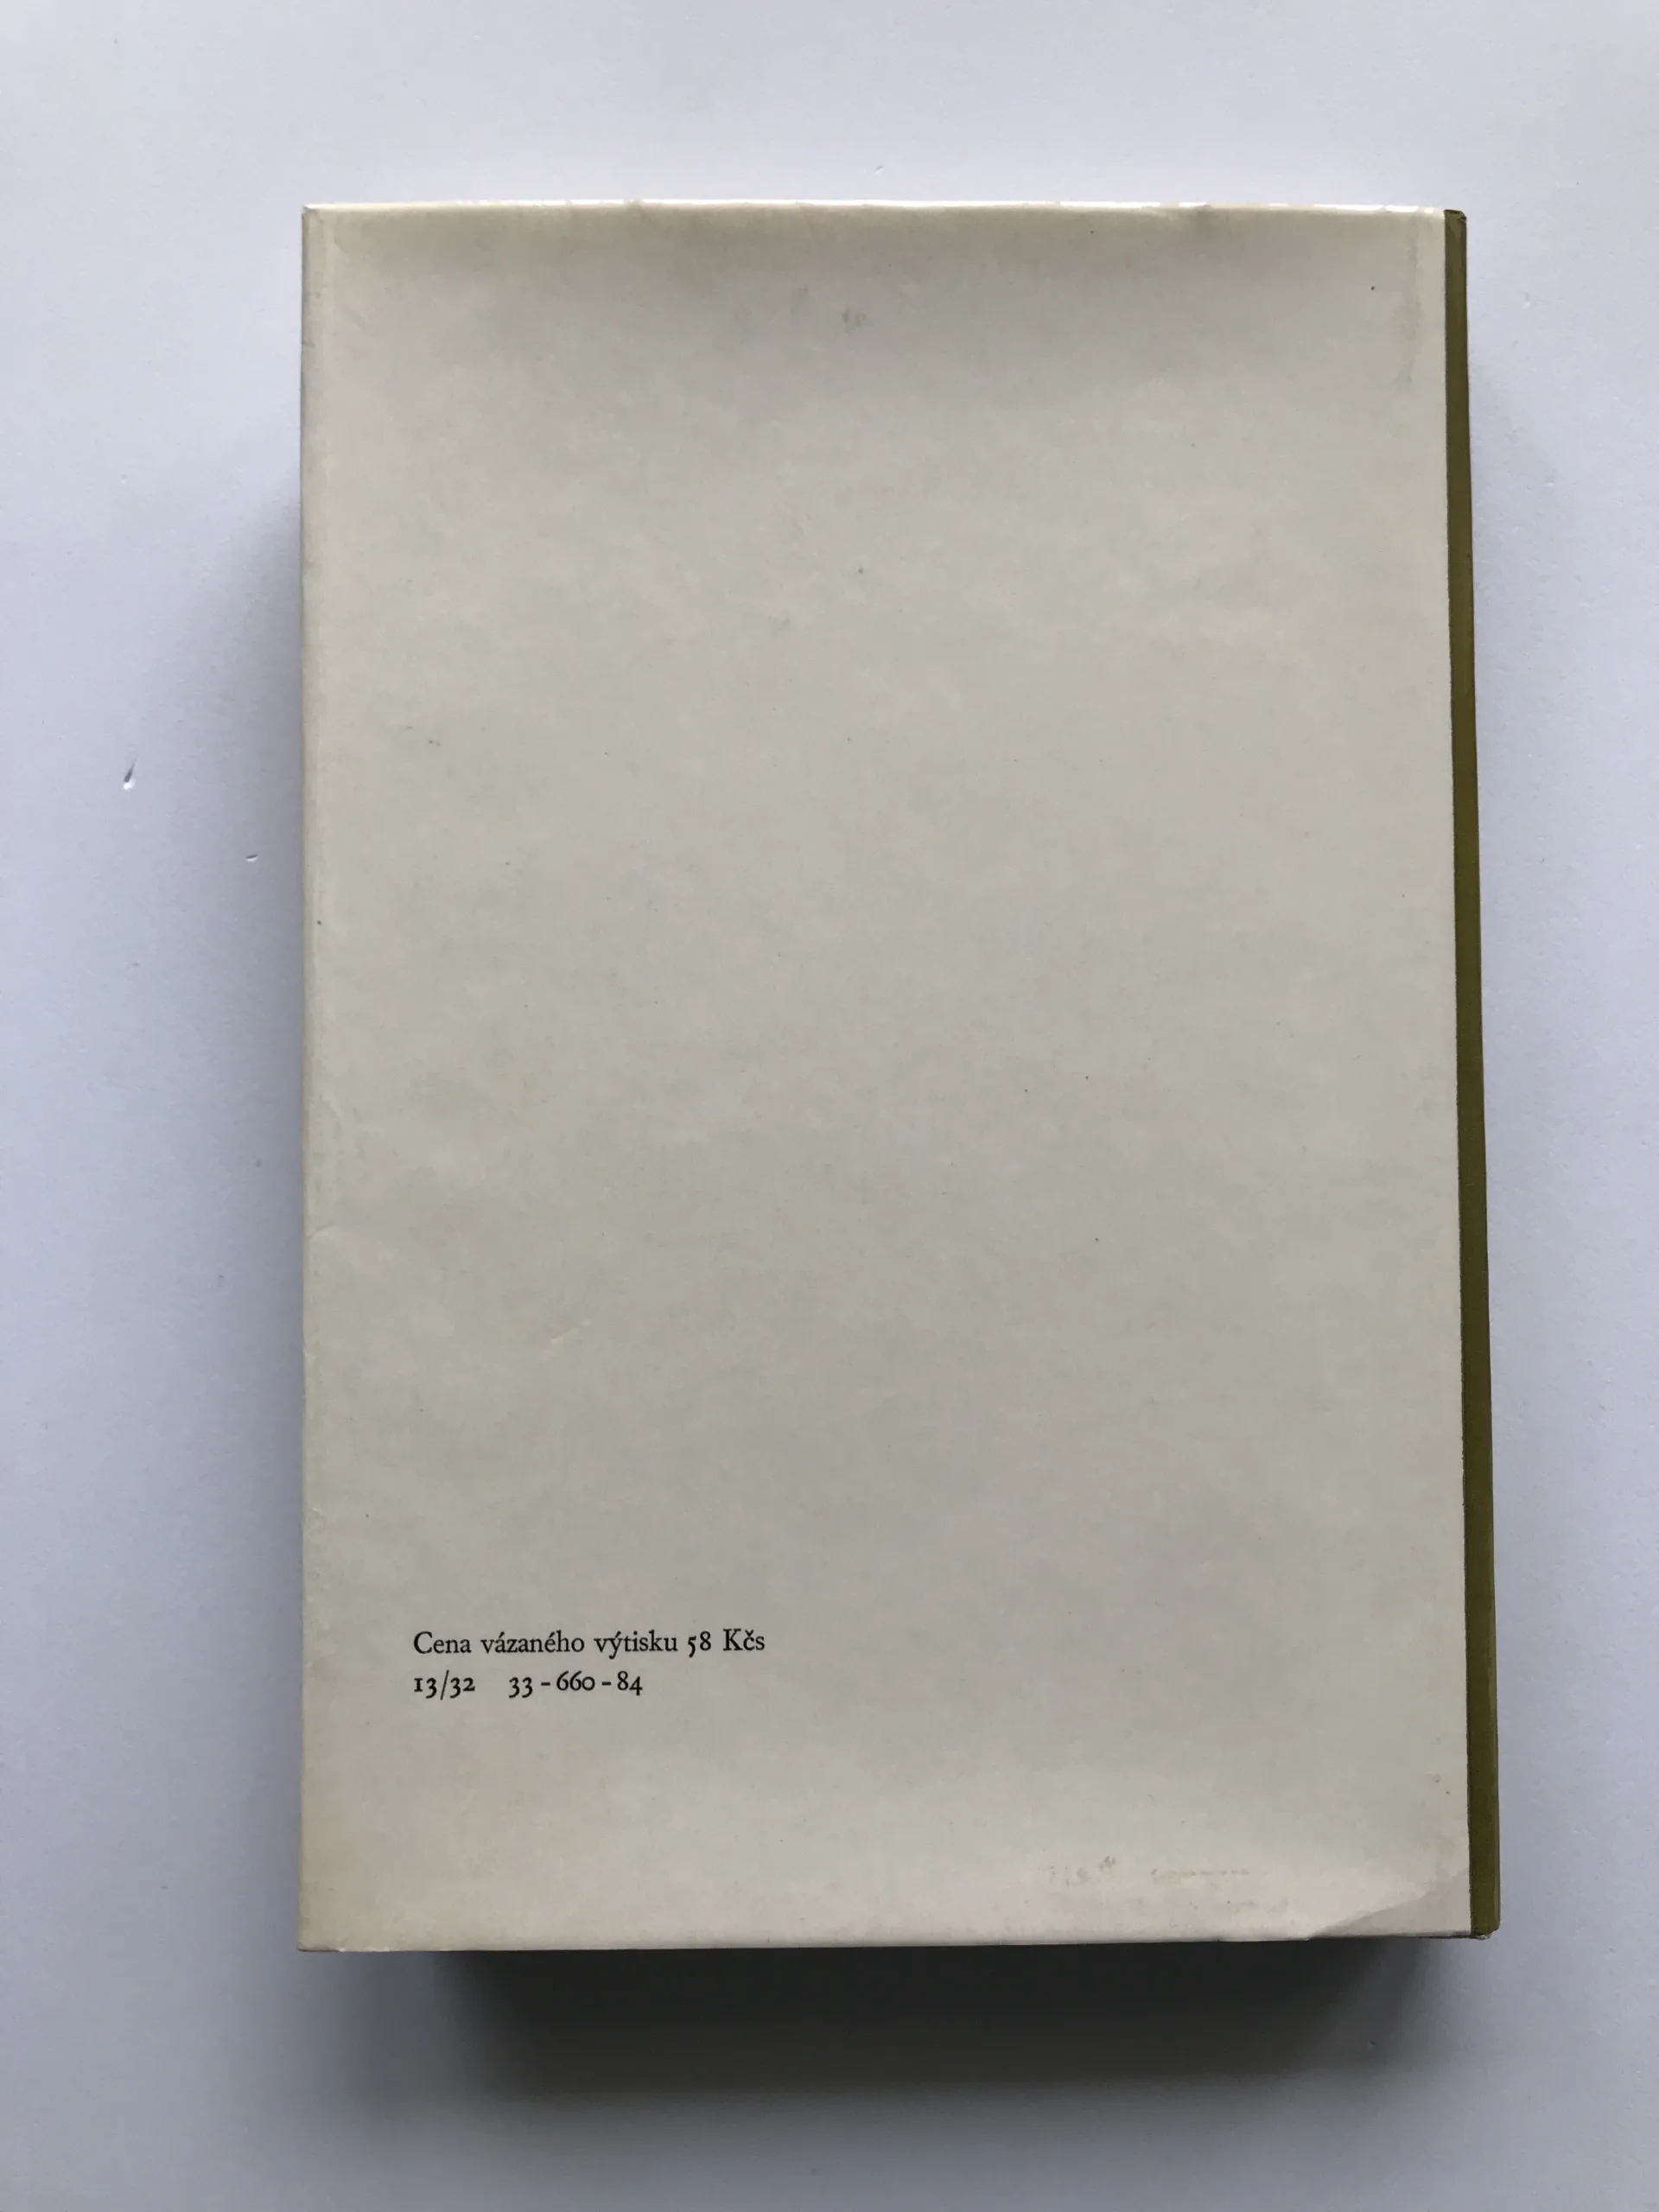 Cena vázaného výtisku 58 Kčs
13/32 33-660-84